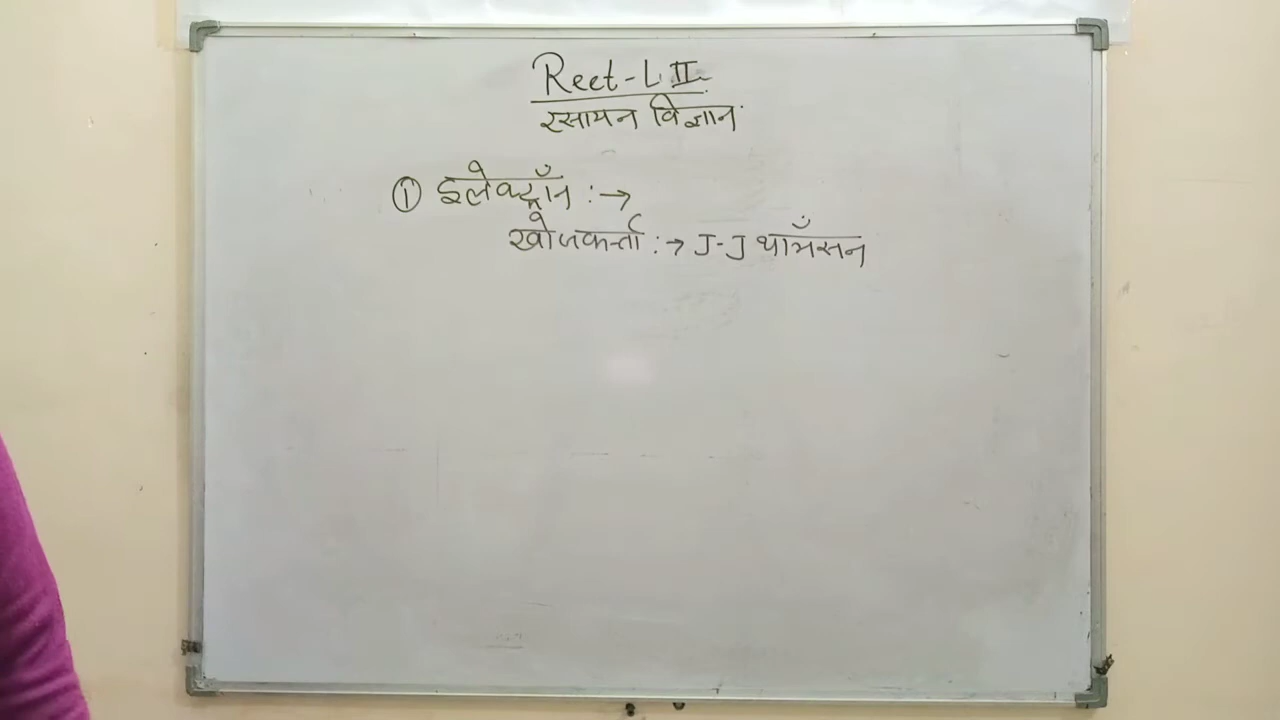 Reet-L II
रसायन विज्ञान
① इलेक्ट्रॉन :→
खोजकर्ता :→ J-J थॉमसन